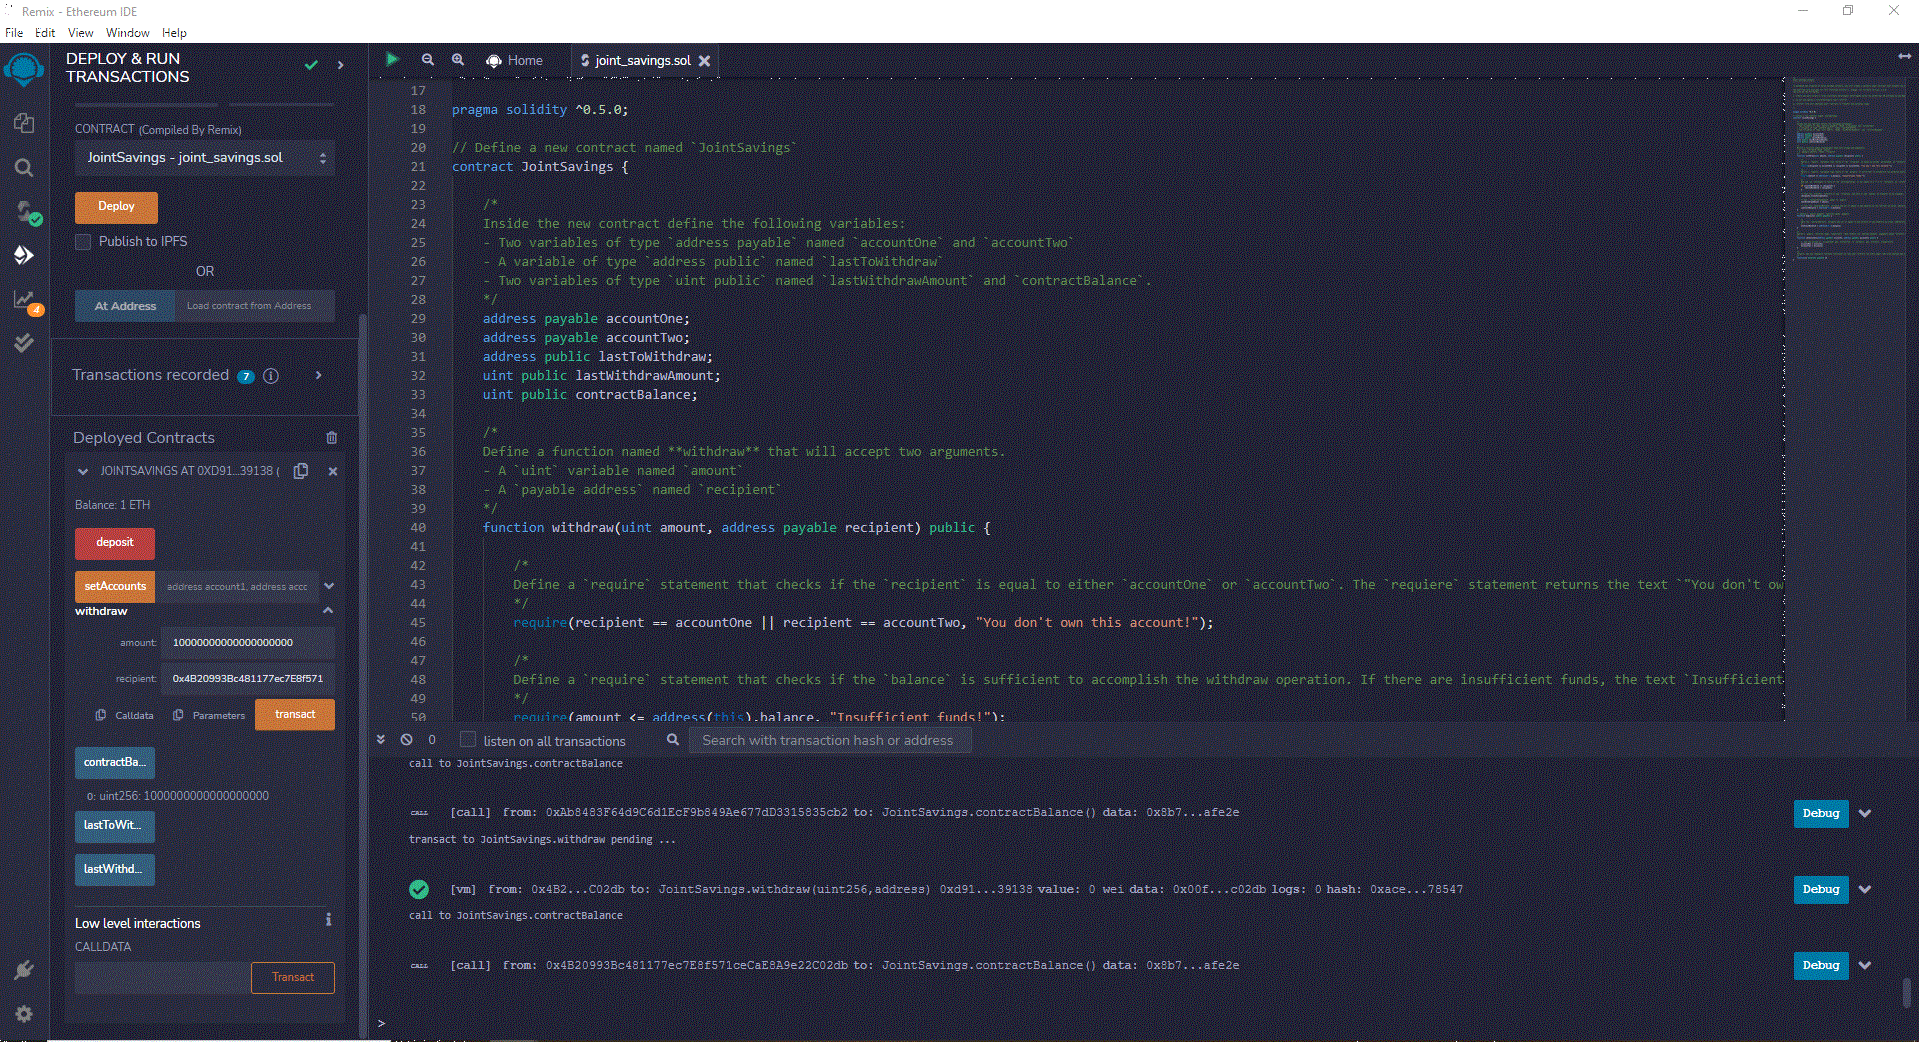 Remix - Ethereum IDE
File Edit View Window Help
DEPLOY & RUN
TRANSACTIONS
CONTRACT (Compiled By Remix)
JointSavings - joint_savings.sol
Deploy
Publish to IPFS
OR
At Address Load contract from Address
4
Transactions recorded 7
Deployed Contracts
JOINTSAVINGS AT 0XD91...39138 (
Balance: 1 ETH
deposit
setAccounts address account1, address accc
withdraw
amount: 10000000000000000000
recipient: 0x4B20993Bc481177ec7E8f571
Calldata Parameters transact
contractBa...
0: uint256: 1000000000000000000
lastToWit...
lastWithd...
Low level interactions
CALLDATA
Transact
Home joint_savings.sol
17
18 pragma solidity ^0.5.0;
19
20 // Define a new contract named `JointSavings`
21 contract JointSavings {
22
23 /*
24 Inside the new contract define the following variables:
25 - Two variables of type `address payable` named `accountOne` and `accountTwo`
26 - A variable of type `address public` named `lastToWithdraw`
27 - Two variables of type `uint public` named `lastWithdrawAmount` and `contractBalance`.
28 */
29 address payable accountOne;
30 address payable accountTwo;
31 address public lastToWithdraw;
32 uint public lastWithdrawAmount;
33 uint public contractBalance;
34
35 /*
36 Define a function named **withdraw** that will accept two arguments.
37 - A `uint` variable named `amount`
38 - A `payable address` named `recipient`
39 */
40 function withdraw(uint amount, address payable recipient) public {
41
42 /*
43 Define a `require` statement that checks if the `recipient` is equal to either `accountOne` or `accountTwo`. The `requiere` statement returns the text `"You don't ow
44 */
45 require(recipient == accountOne || recipient == accountTwo, "You don't own this account!");
46
47 /*
48 Define a `require` statement that checks if the `balance` is sufficient to accomplish the withdraw operation. If there are insufficient funds, the text `Insufficient
49 */
50 require(amount <= address(this).balance, "Insufficient funds!");
0 listen on all transactions Search with transaction hash or address
call to JointSavings.contractBalance
CALL [call] from: 0xAb8483F64d9C6d1EcF9b849Ae677dD3315835cb2 to: JointSavings.contractBalance() data: 0x8b7...afe2e Debug
transact to JointSavings.withdraw pending ...
[vm] from: 0x4B2...C02db to: JointSavings.withdraw(uint256,address) 0xd91...39138 value: 0 wei data: 0x00f...c02db logs: 0 hash: 0xace...78547 Debug
call to JointSavings.contractBalance
CALL [call] from: 0x4B20993Bc481177ec7E8f571ceCaE8A9e22C02db to: JointSavings.contractBalance() data: 0x8b7...afe2e Debug
>